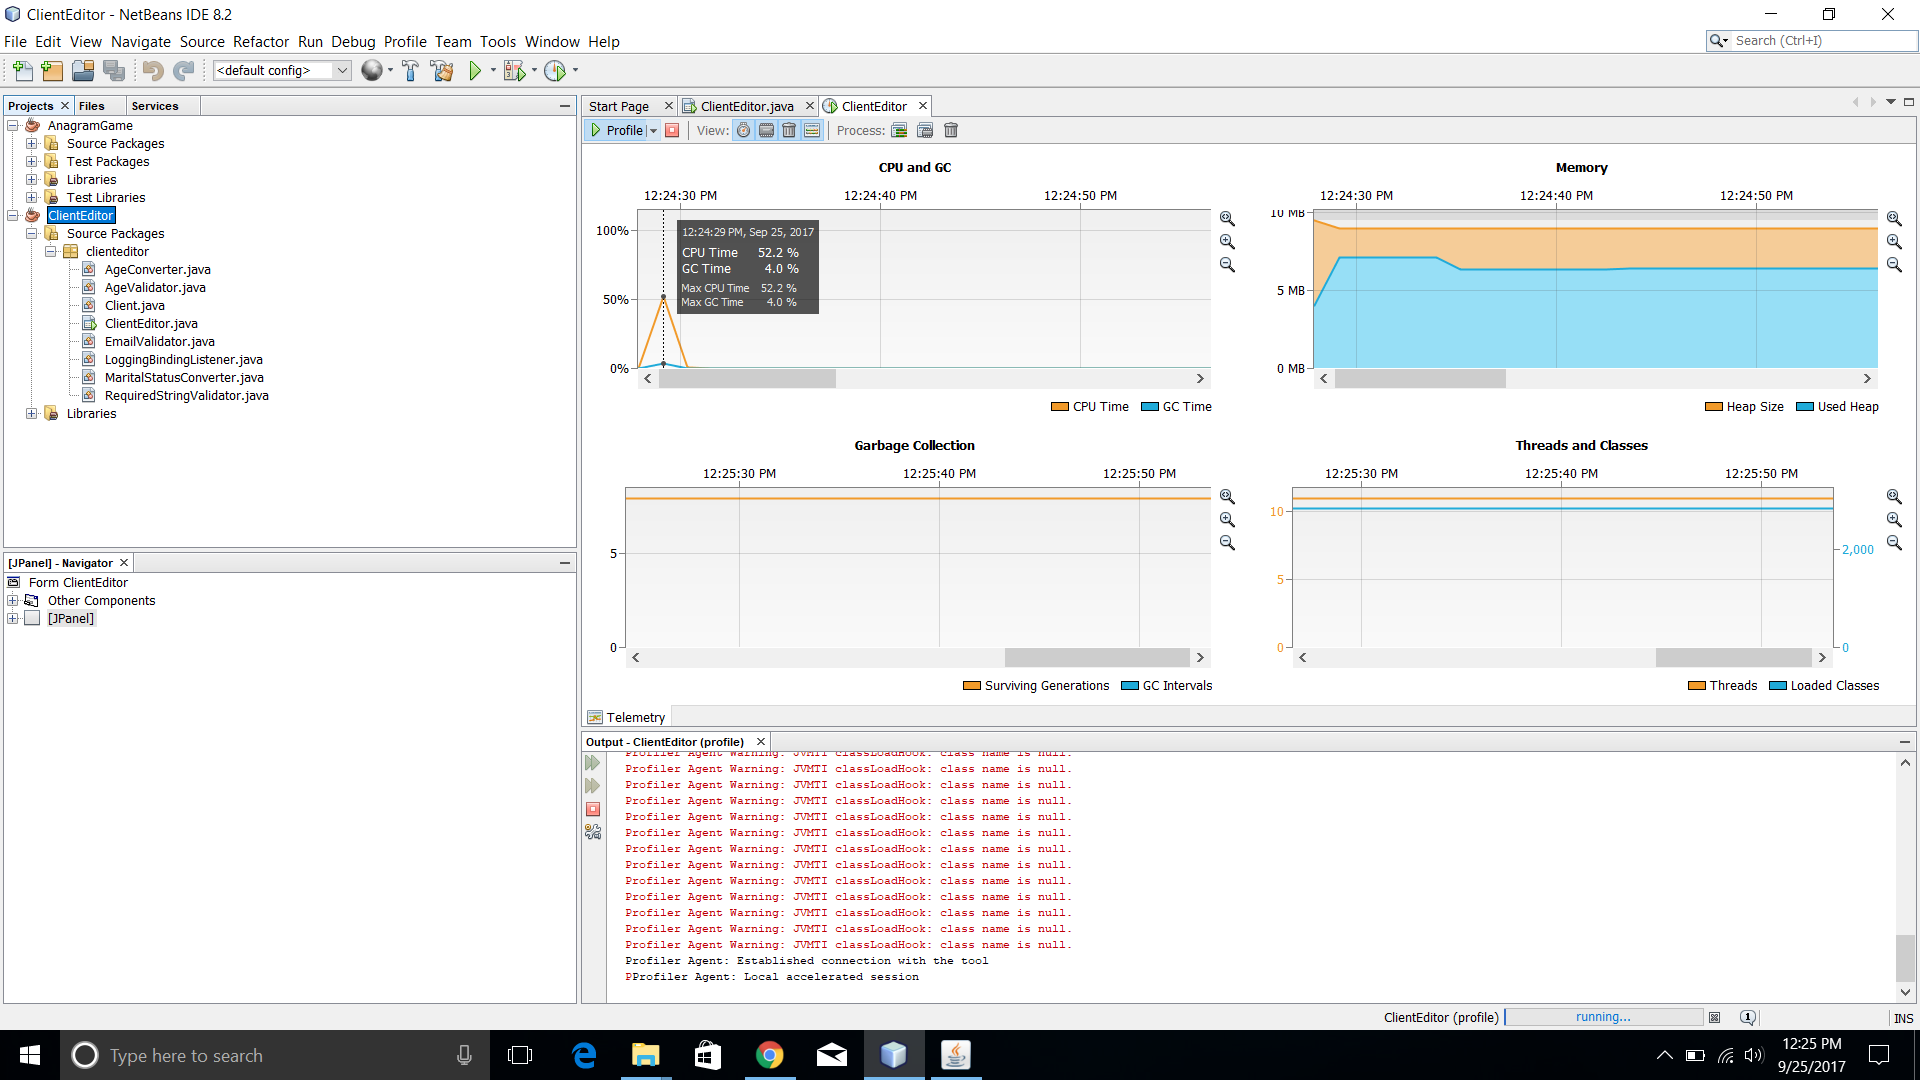 ClientEditor - NetBeans IDE 8.2
File Edit View Navigate Source Refactor Run Debug Profile Team Tools Window Help
Search (Ctrl+I)
<default config>
Projects Files Services
AnagramGame
Source Packages
Test Packages
Libraries
Test Libraries
ClientEditor
Source Packages
clienteditor
AgeConverter.java
AgeValidator.java
Client.java
ClientEditor.java
EmailValidator.java
LoggingBindingListener.java
MaritalStatusConverter.java
RequiredStringValidator.java
Libraries
[JPanel] - Navigator
Form ClientEditor
Other Components
[JPanel]
Start Page ClientEditor.java ClientEditor
Profile View: Process:
CPU and GC
12:24:30 PM 12:24:40 PM 12:24:50 PM
100%
50%
0%
12:24:29 PM, Sep 25, 2017
CPU Time 52.2 %
GC Time 4.0 %
Max CPU Time 52.2 %
Max GC Time 4.0 %
CPU Time GC Time
Memory
12:24:30 PM 12:24:40 PM 12:24:50 PM
10 MB
5 MB
0 MB
Heap Size Used Heap
Garbage Collection
12:25:30 PM 12:25:40 PM 12:25:50 PM
5
0
Surviving Generations GC Intervals
Threads and Classes
12:25:30 PM 12:25:40 PM 12:25:50 PM
10
5
0
2,000
0
Threads Loaded Classes
Telemetry
Output - ClientEditor (profile)
Profiler Agent Warning: JVMTI classLoadHook: class name is null.
Profiler Agent Warning: JVMTI classLoadHook: class name is null.
Profiler Agent Warning: JVMTI classLoadHook: class name is null.
Profiler Agent Warning: JVMTI classLoadHook: class name is null.
Profiler Agent Warning: JVMTI classLoadHook: class name is null.
Profiler Agent Warning: JVMTI classLoadHook: class name is null.
Profiler Agent Warning: JVMTI classLoadHook: class name is null.
Profiler Agent Warning: JVMTI classLoadHook: class name is null.
Profiler Agent Warning: JVMTI classLoadHook: class name is null.
Profiler Agent Warning: JVMTI classLoadHook: class name is null.
Profiler Agent Warning: JVMTI classLoadHook: class name is null.
Profiler Agent Warning: JVMTI classLoadHook: class name is null.
Profiler Agent Warning: JVMTI classLoadHook: class name is null.
Profiler Agent: Established connection with the tool
PProfiler Agent: Local accelerated session
ClientEditor (profile) running... 1 INS
Type here to search
12:25 PM
9/25/2017